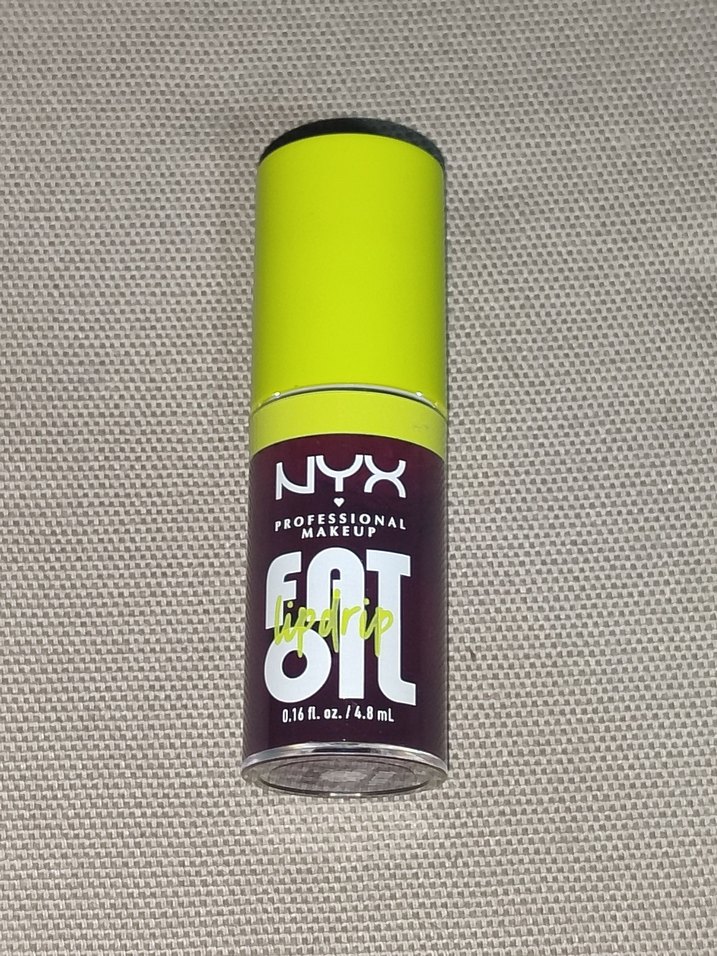 NYX
PROFESSIONAL
MAKEUP
FAT
lipdrip
OIL
0.16 fl. oz. / 4.8 mL